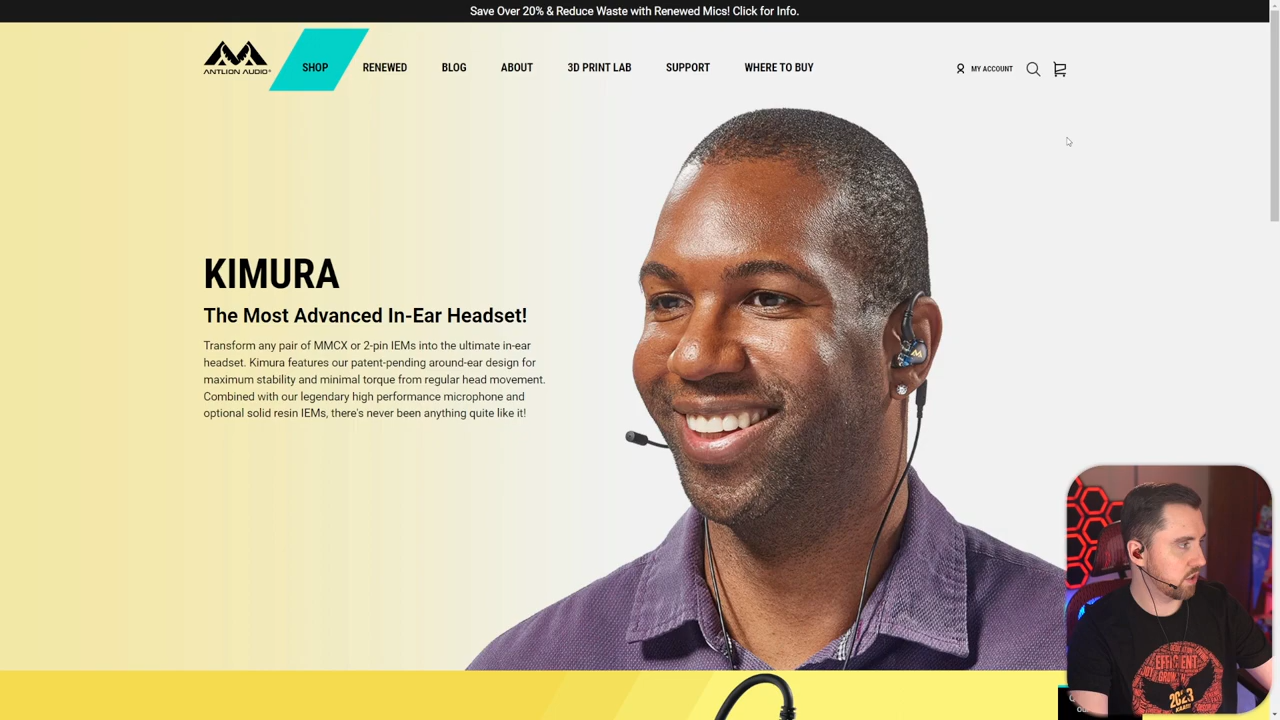 Save Over 20% & Reduce Waste with Renewed Mics! Click for Info.
ANTLION AUDIO
SHOP
RENEWED
BLOG
ABOUT
3D PRINT LAB
SUPPORT
WHERE TO BUY
MY ACCOUNT
KIMURA
The Most Advanced In-Ear Headset!
Transform any pair of MMCX or 2-pin IEMs into the ultimate in-ear
headset. Kimura features our patent-pending around-ear design for
maximum stability and minimal torque from regular head movement.
Combined with our legendary high performance microphone and
optional solid resin IEMs, there's never been anything quite like it!
EFFICIENT
2023